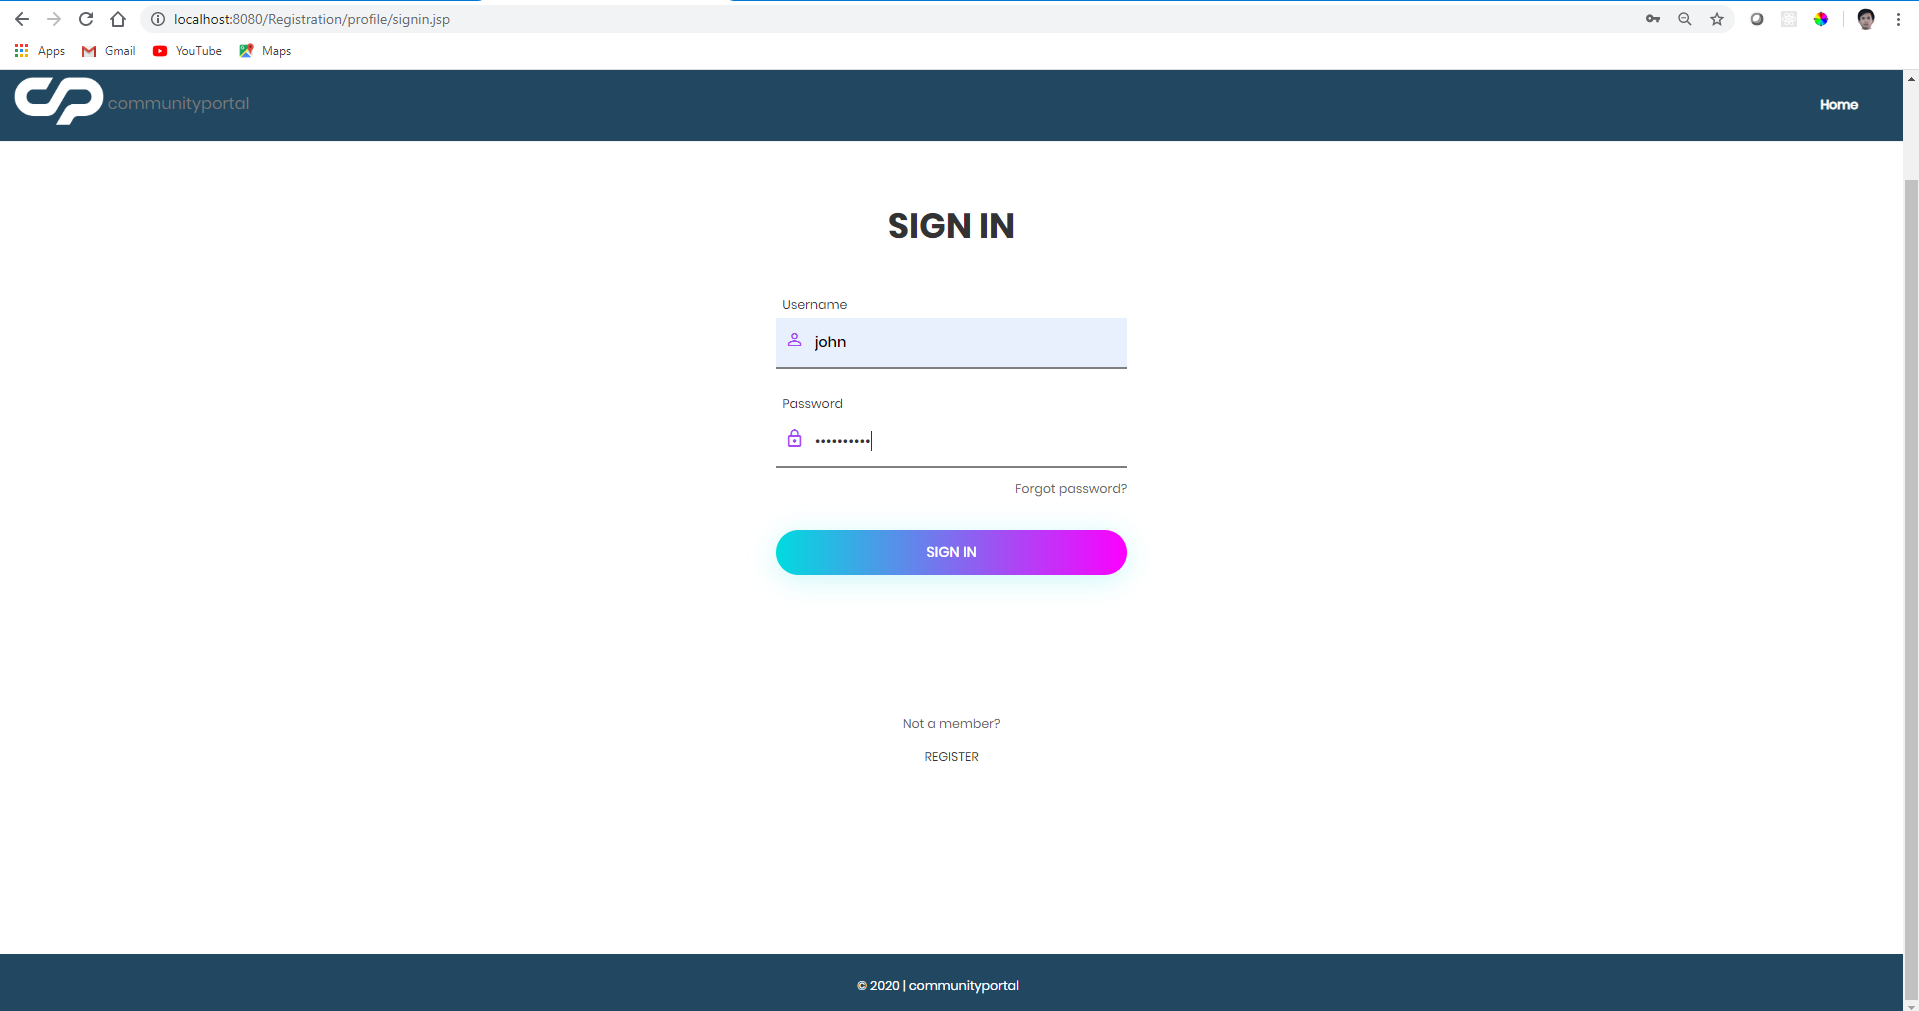 localhost:8080/Registration/profile/signin.jsp
Apps Gmail YouTube Maps
CP communityportal Home
SIGN IN
Username
john
Password
••••••••••
Forgot password?
SIGN IN
Not a member?
REGISTER
© 2020 | communityportal